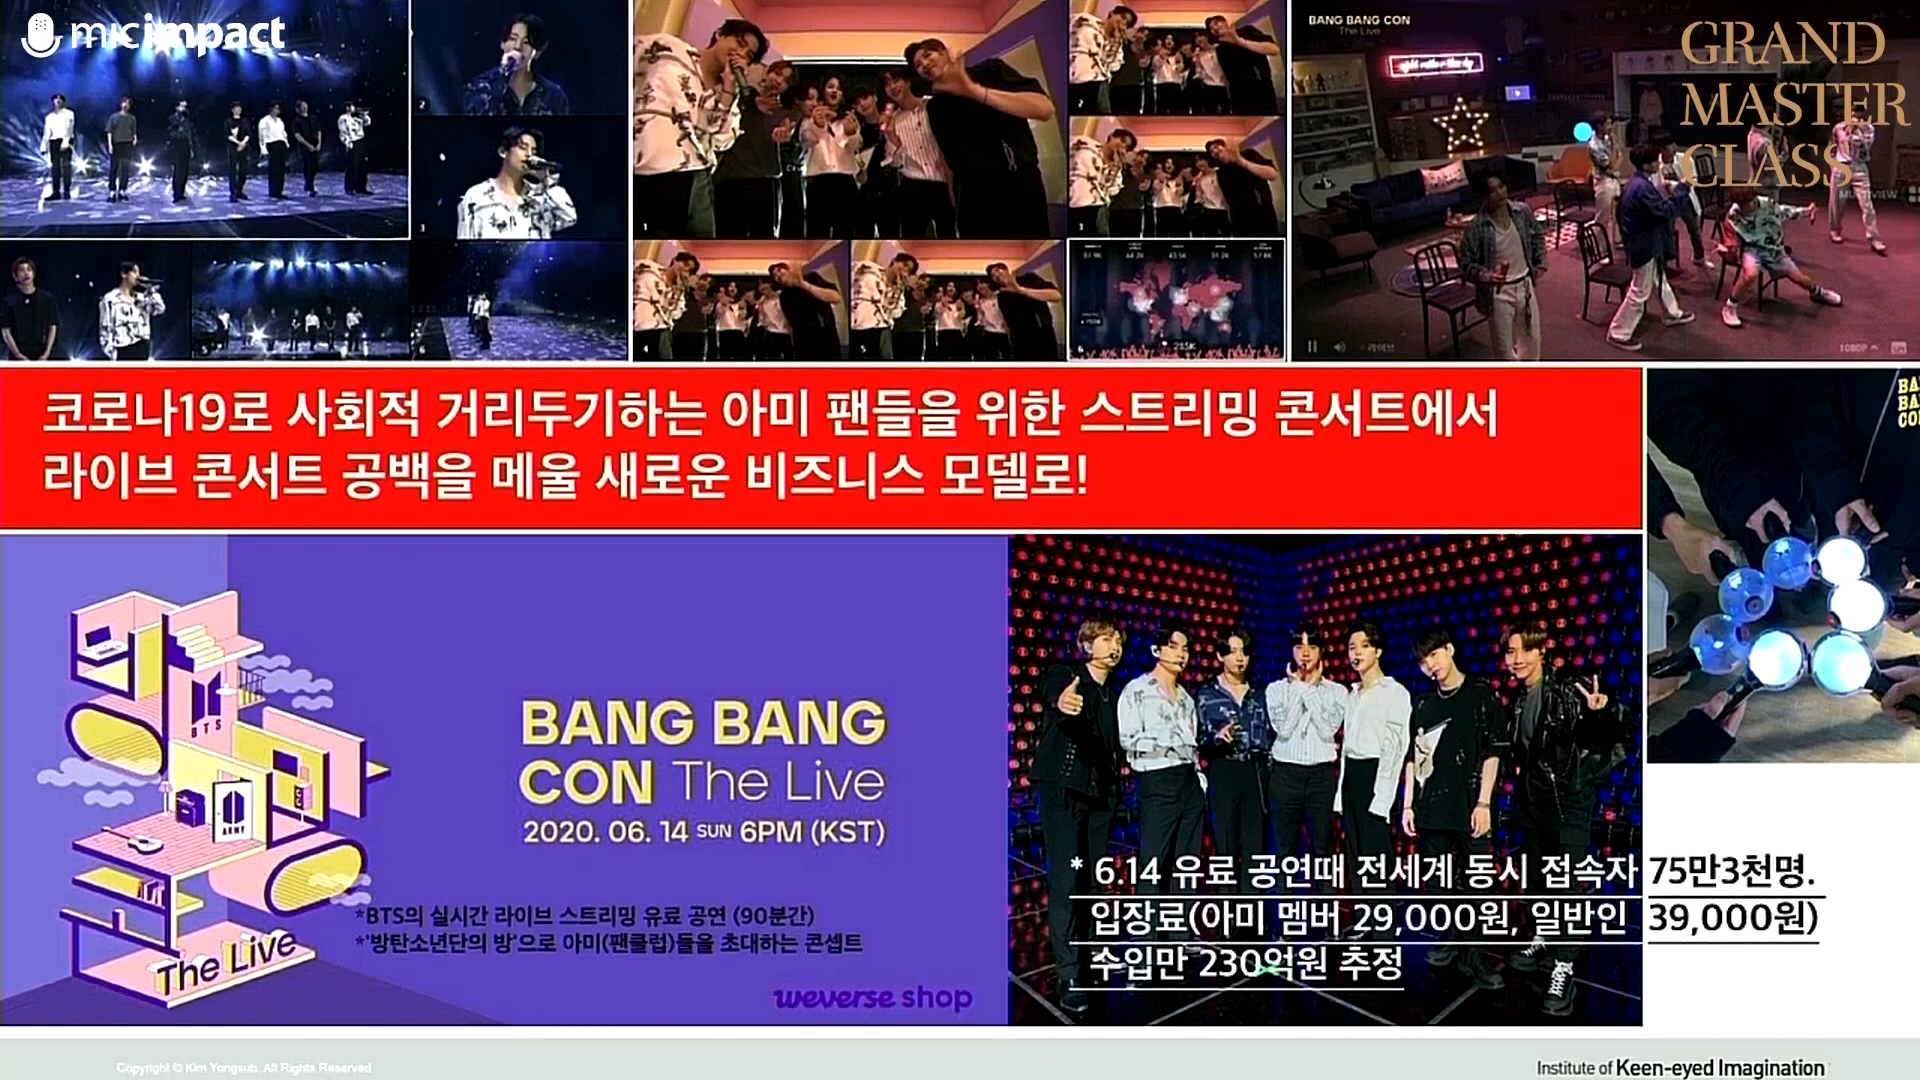 micimpact
BANG BANG CON
The Live
GRAND
MASTER
CLASS
MULTIVIEW
라이브
1080P
코로나19로 사회적 거리두기하는 아미 팬들을 위한 스트리밍 콘서트에서
라이브 콘서트 공백을 메울 새로운 비즈니스 모델로!
BTS
ARMY
The Live
BANG BANG
CON The Live
2020. 06. 14 SUN 6PM (KST)
*BTS의 실시간 라이브 스트리밍 유료 공연 (90분간)
*'방탄소년단의 방'으로 아미(팬클럽)들을 초대하는 콘셉트
weverse shop
* 6.14 유료 공연때 전세계 동시 접속자 75만3천명.
입장료(아미 멤버 29,000원, 일반인 39,000원)
수입만 230억원 추정
Copyright © Kim Yongsub, All Rights Reserved
Institute of Keen-eyed Imagination